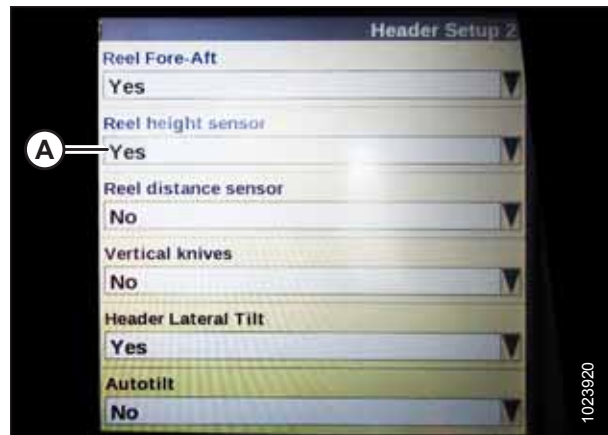 Header Setup 2
Reel Fore-Aft
Yes
Reel height sensor
A
Yes
Reel distance sensor
No
Vertical knives
No
Header Lateral Tilt
Yes
Autotilt
No
1023920